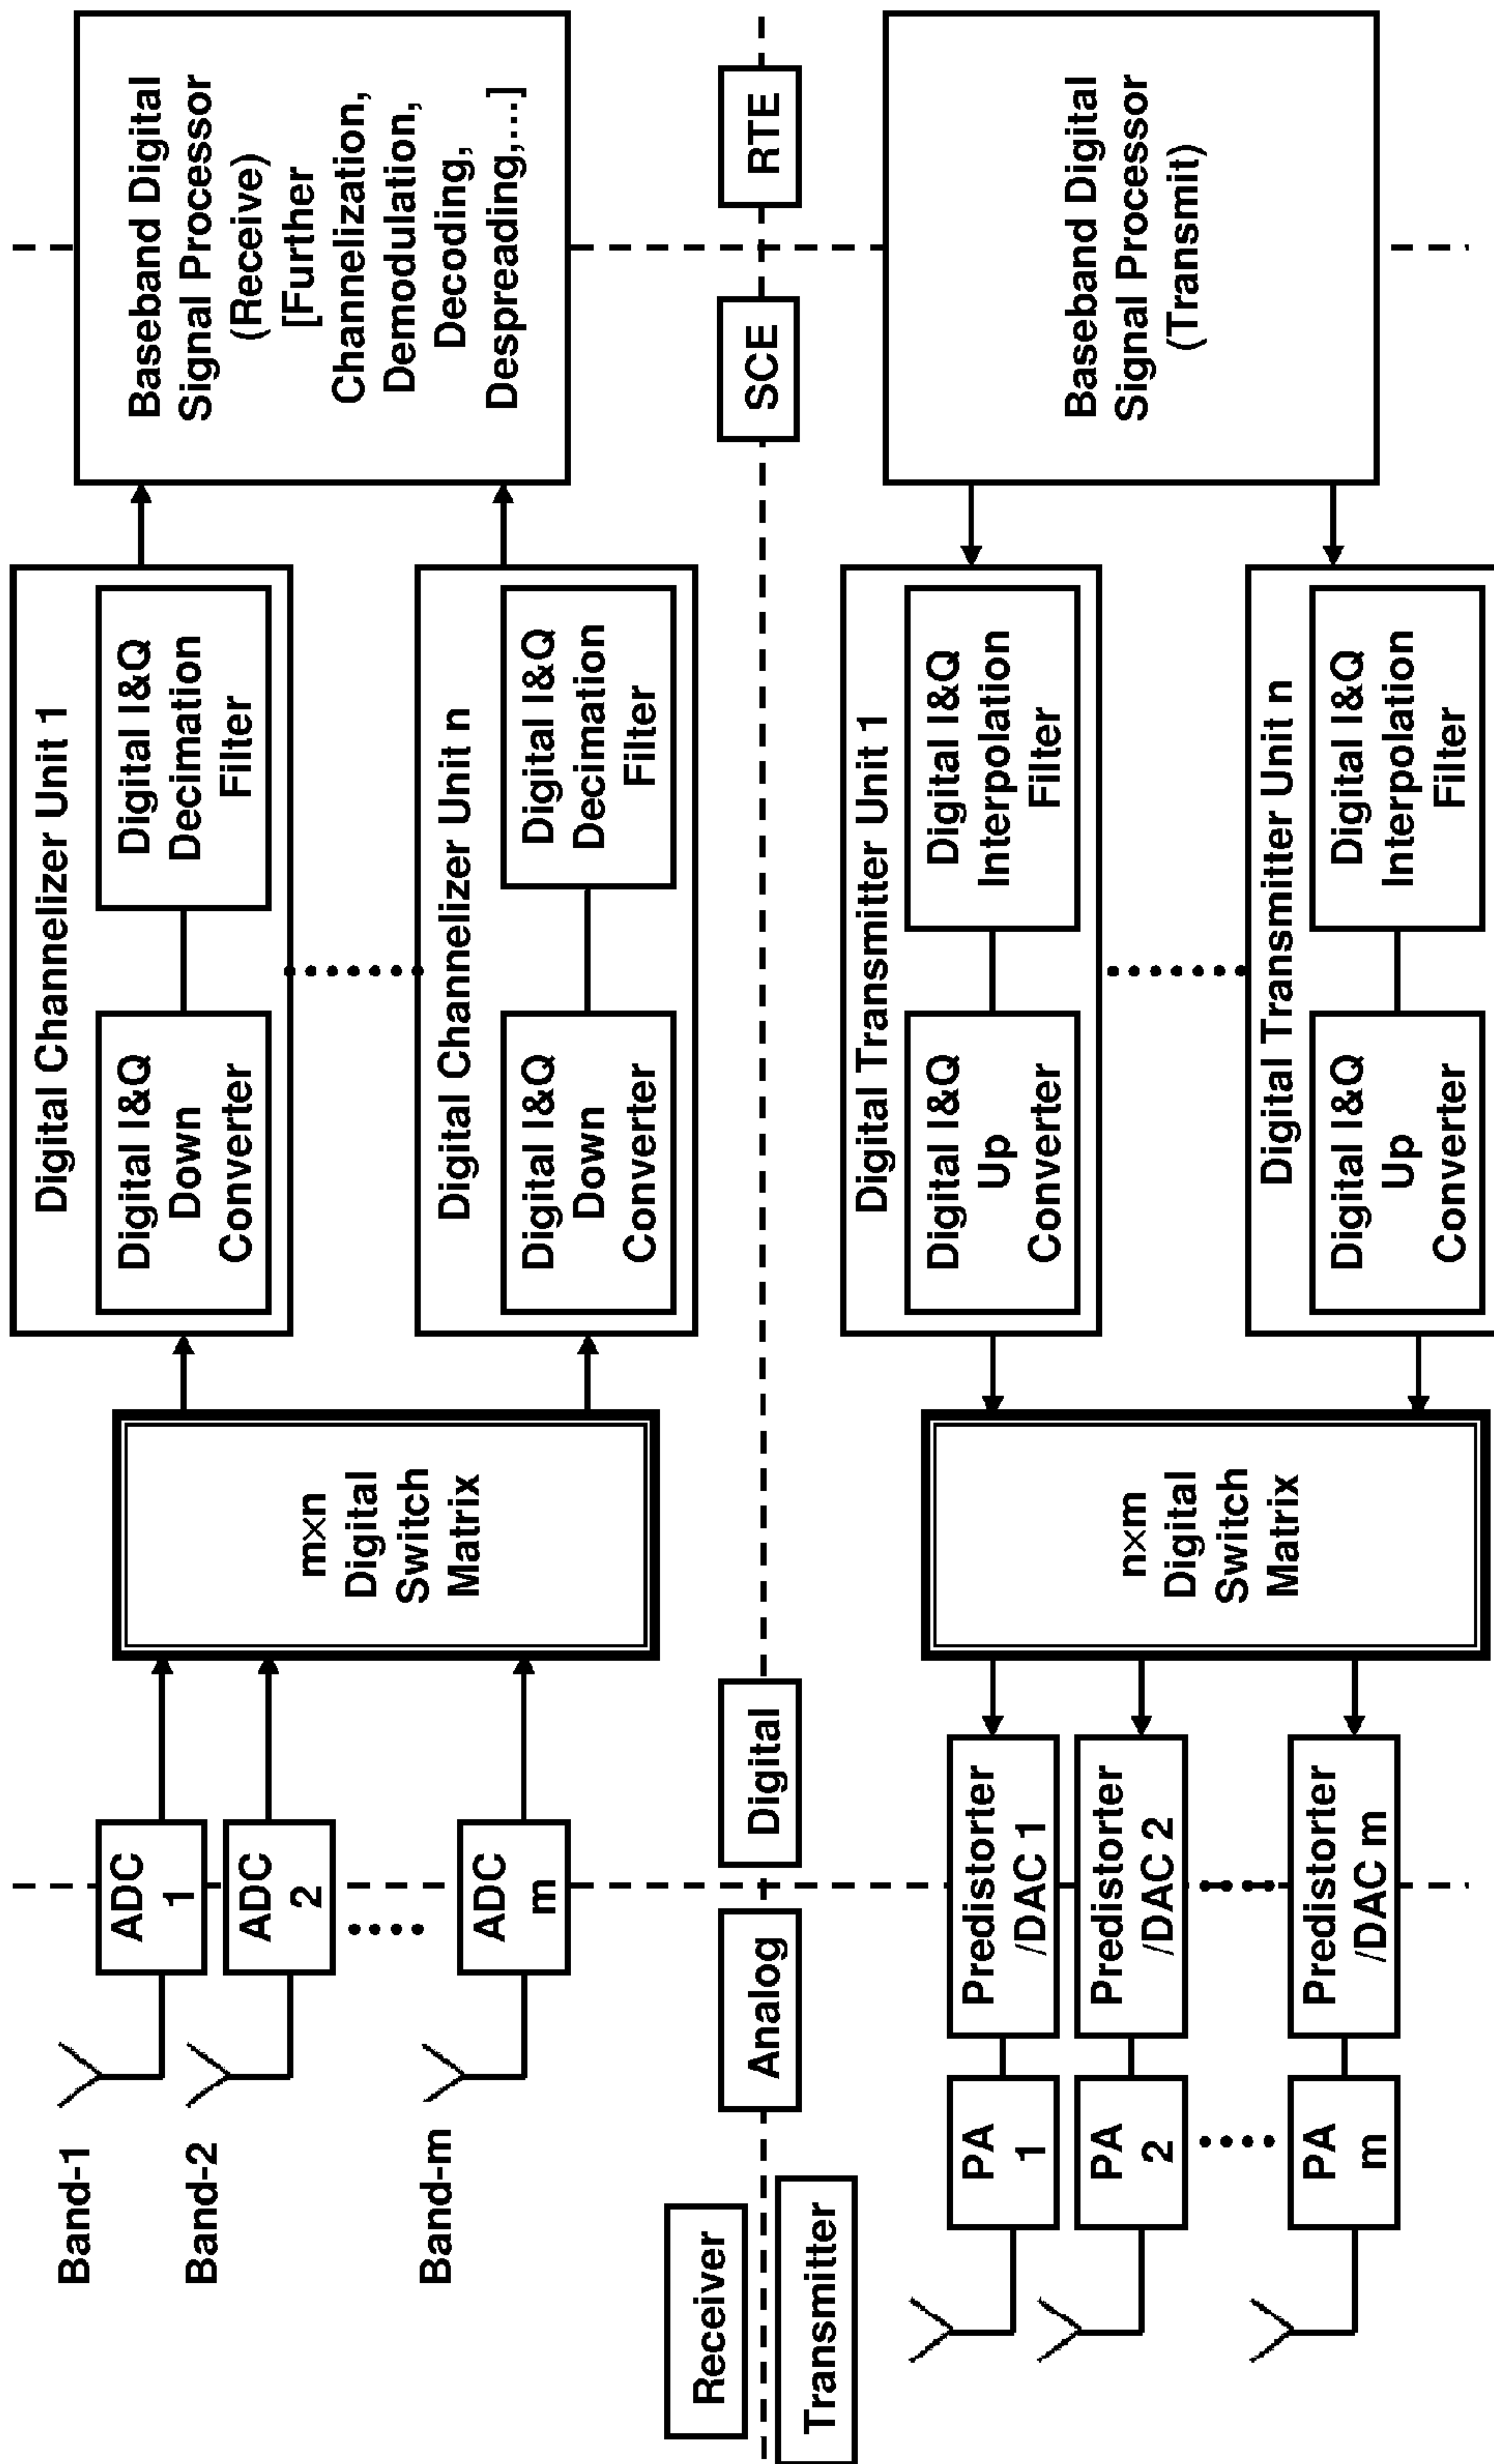 Band-1
Band-2
Band-m
ADC
1
ADC
2
ADC
m
m×n
Digital
Switch
Matrix
Digital Channelizer Unit 1
Digital I&Q
Down
Converter
Digital I&Q
Decimation
Filter
Digital Channelizer Unit n
Digital I&Q
Down
Converter
Digital I&Q
Decimation
Filter
Baseband Digital
Signal Processor
(Receive)
[Further
Channelization,
Demodulation,
Decoding,
Despreading,...]
Receiver
Transmitter
Analog
Digital
SCE
RTE
PA
1
PA
2
PA
m
Predistorter
/DAC 1
Predistorter
/DAC 2
Predistorter
/DAC m
n×m
Digital
Switch
Matrix
Digital Transmitter Unit 1
Digital I&Q
Up
Converter
Digital I&Q
Interpolation
Filter
Digital Transmitter Unit n
Digital I&Q
Up
Converter
Digital I&Q
Interpolation
Filter
Baseband Digital
Signal Processor
(Transmit)